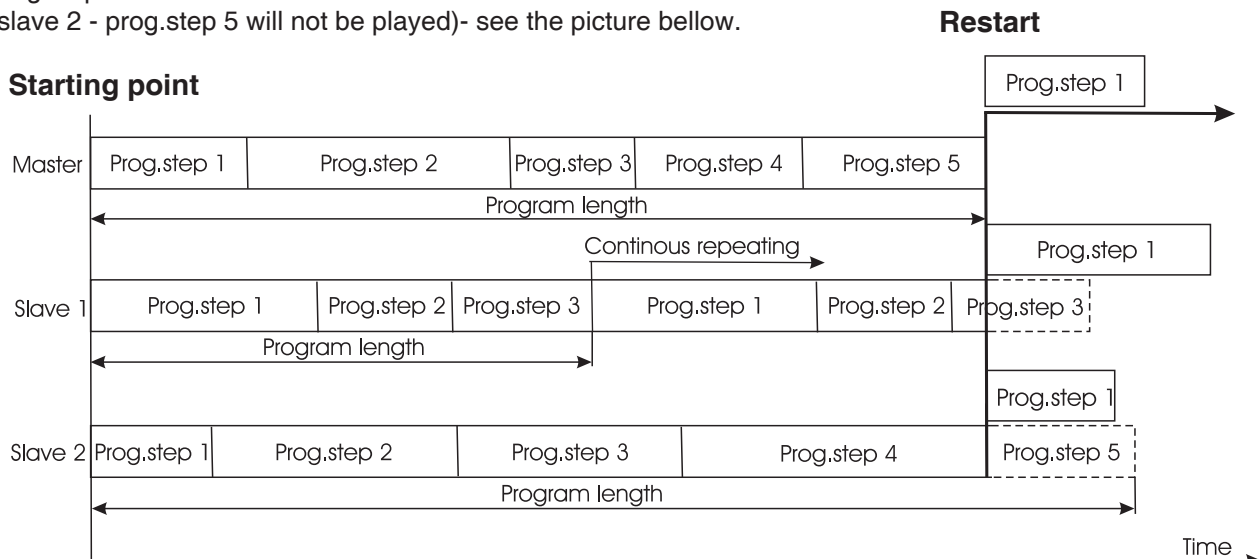 slave 2 - prog.step 5 will not be played)- see the picture bellow.
Restart
Starting point
Prog.step 1
Master Prog.step 1 Prog.step 2 Prog.step 3 Prog.step 4 Prog.step 5
Program length
Continous repeating
Prog.step 1
Slave 1 Prog.step 1 Prog.step 2 Prog.step 3 Prog.step 1 Prog.step 2 Prog.step 3
Program length
Prog.step 1
Slave 2 Prog.step 1 Prog.step 2 Prog.step 3 Prog.step 4 Prog.step 5
Program length
Time